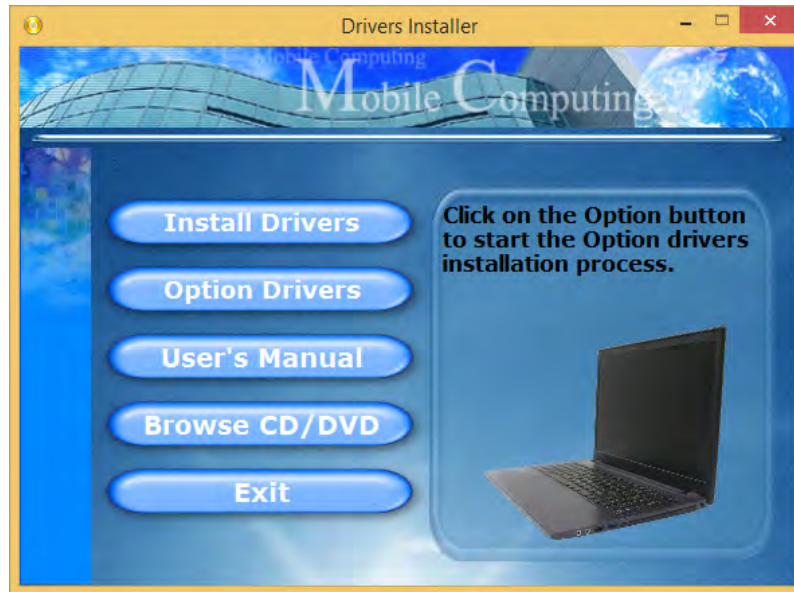 Drivers Installer
Mobile Computing
Mobile Computing
Install Drivers
Option Drivers
User's Manual
Browse CD/DVD
Exit
Click on the Option button
to start the Option drivers
installation process.